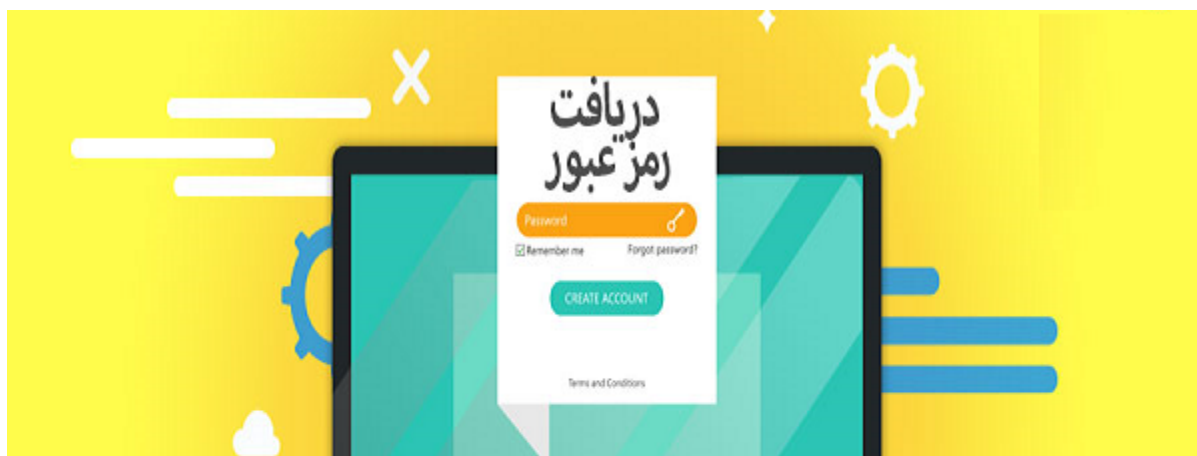 دریافت
رمز عبور
Password
Remember me
Forgot password?
CREATE ACCOUNT
Terms and Conditions